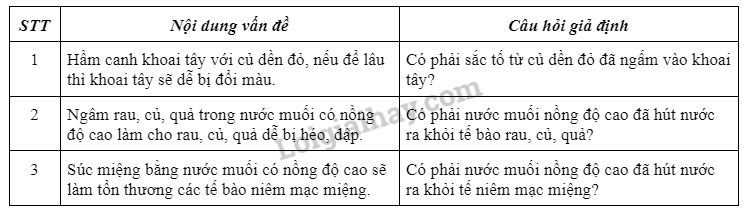 STT Nội dung vấn đề Câu hỏi giả định
1 Hầm canh khoai tây với củ dền đỏ, nếu để lâu Có phải sắc tố từ củ dền đỏ đã ngấm vào khoai
thì khoai tây sẽ dễ bị đổi màu. tây?
2 Ngâm rau, củ, quả trong nước muối có nồng Có phải nước muối nồng độ cao đã hút nước
độ cao làm cho rau, củ, quả dễ bị héo, dập. ra khỏi tế bào rau, củ, quả?
3 Súc miệng bằng nước muối có nồng độ cao sẽ Có phải nước muối nồng độ cao đã hút nước
làm tổn thương các tế bào niêm mạc miệng. ra khỏi tế niêm mạc miệng?
Loigiaihay.com